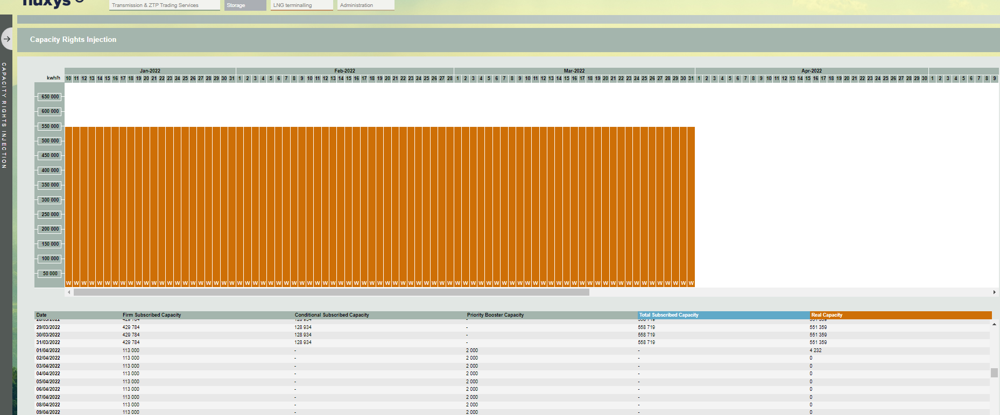 fluxys
Transmission & ZTP Trading Services Storage LNG terminalling Administration
Capacity Rights Injection
CAPACITY RIGHTS INJECTION
Jan-2022 Feb-2022 Mar-2022 Apr-2022
kwh/h 10 11 12 13 14 15 16 17 18 19 20 21 22 23 24 25 26 27 28 29 30 31 1 2 3 4 5 6 7 8 9 10 11 12 13 14 15 16 17 18 19 20 21 22 23 24 25 26 27 28 1 2 3 4 5 6 7 8 9 10 11 12 13 14 15 16 17 18 19 20 21 22 23 24 25 26 27 28 29 30 31 1 2 3 4 5 6 7 8 9 10 11 12 13 14 15 16 17 18 19 20 21 22 23 24 25 26 27 28 29 30 1 2 3 4 5 6 7 8 9
650 000
600 000
550 000
500 000
450 000
400 000
350 000
300 000
250 000
200 000
150 000
100 000
50 000
W W W W W W W W W W W W W W W W W W W W W W W W W W W W W W W W W W W W W W W W W W W W W W W W W W W W W W W W W W W W W W W W W W W W W W W W W W W W W W W W W
Date Firm Subscribed Capacity Conditional Subscribed Capacity Priority Booster Capacity Total Subscribed Capacity Real Capacity
28/03/2022 429 784 128 934 - 558 719 551 359
29/03/2022 429 784 128 934 - 558 719 551 359
30/03/2022 429 784 128 934 - 558 719 551 359
31/03/2022 429 784 128 934 - 558 719 551 359
01/04/2022 113 000 - 2 000 - 4 232
02/04/2022 113 000 - 2 000 - 0
03/04/2022 113 000 - 2 000 - 0
04/04/2022 113 000 - 2 000 - 0
05/04/2022 113 000 - 2 000 - 0
06/04/2022 113 000 - 2 000 - 0
07/04/2022 113 000 - 2 000 - 0
08/04/2022 113 000 - 2 000 - 0
09/04/2022 113 000 - 2 000 - 0